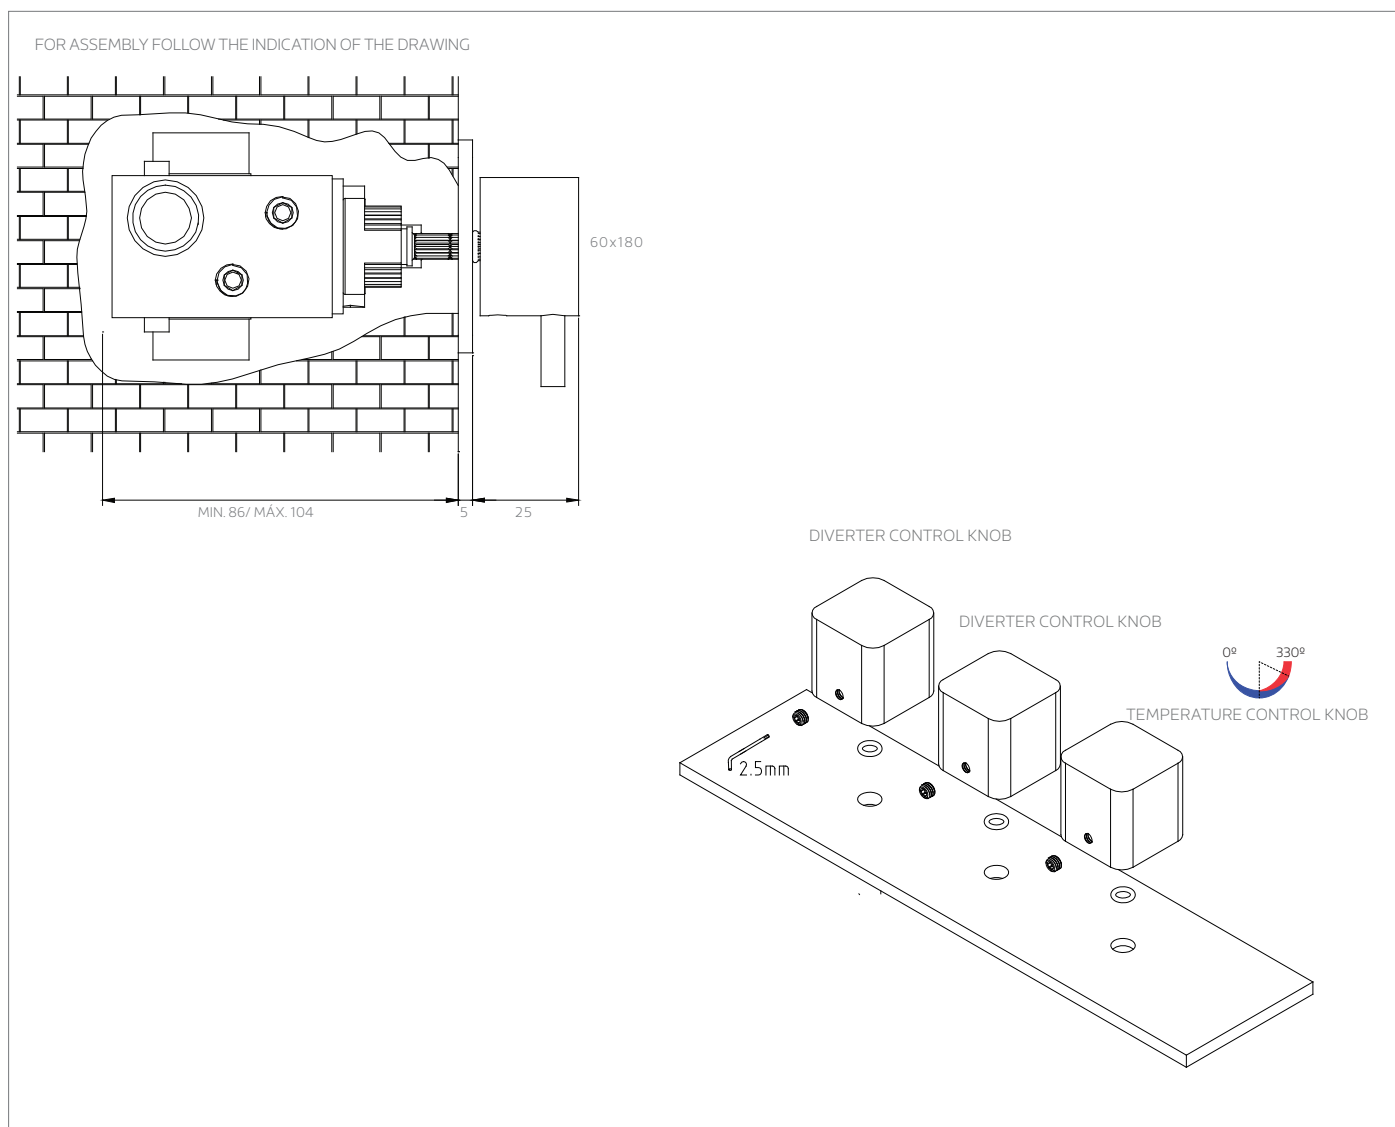 FOR ASSEMBLY FOLLOW THE INDICATION OF THE DRAWING
60x180
MIN. 86/ MÁX. 104
5
25
DIVERTER CONTROL KNOB
DIVERTER CONTROL KNOB
0º
330º
TEMPERATURE CONTROL KNOB
2.5mm